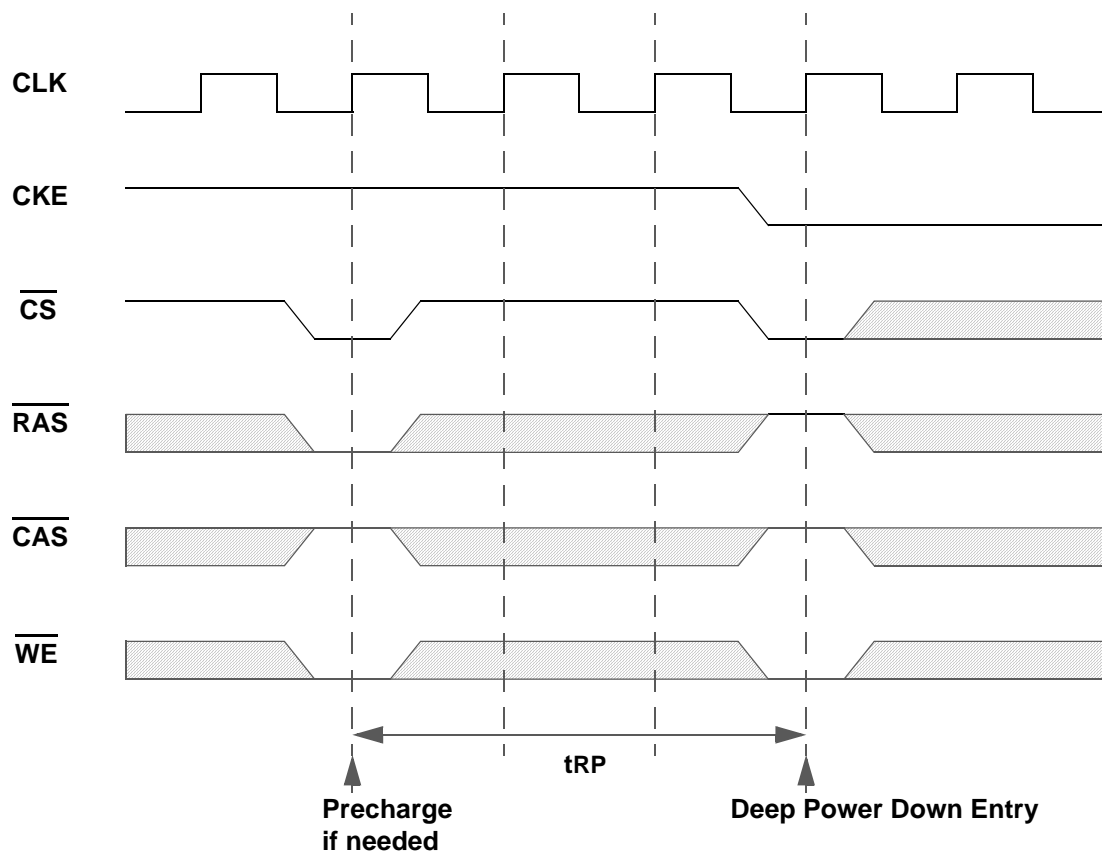 CLK
CKE
CS
RAS
CAS
WE
tRP
Precharge
if needed
Deep Power Down Entry